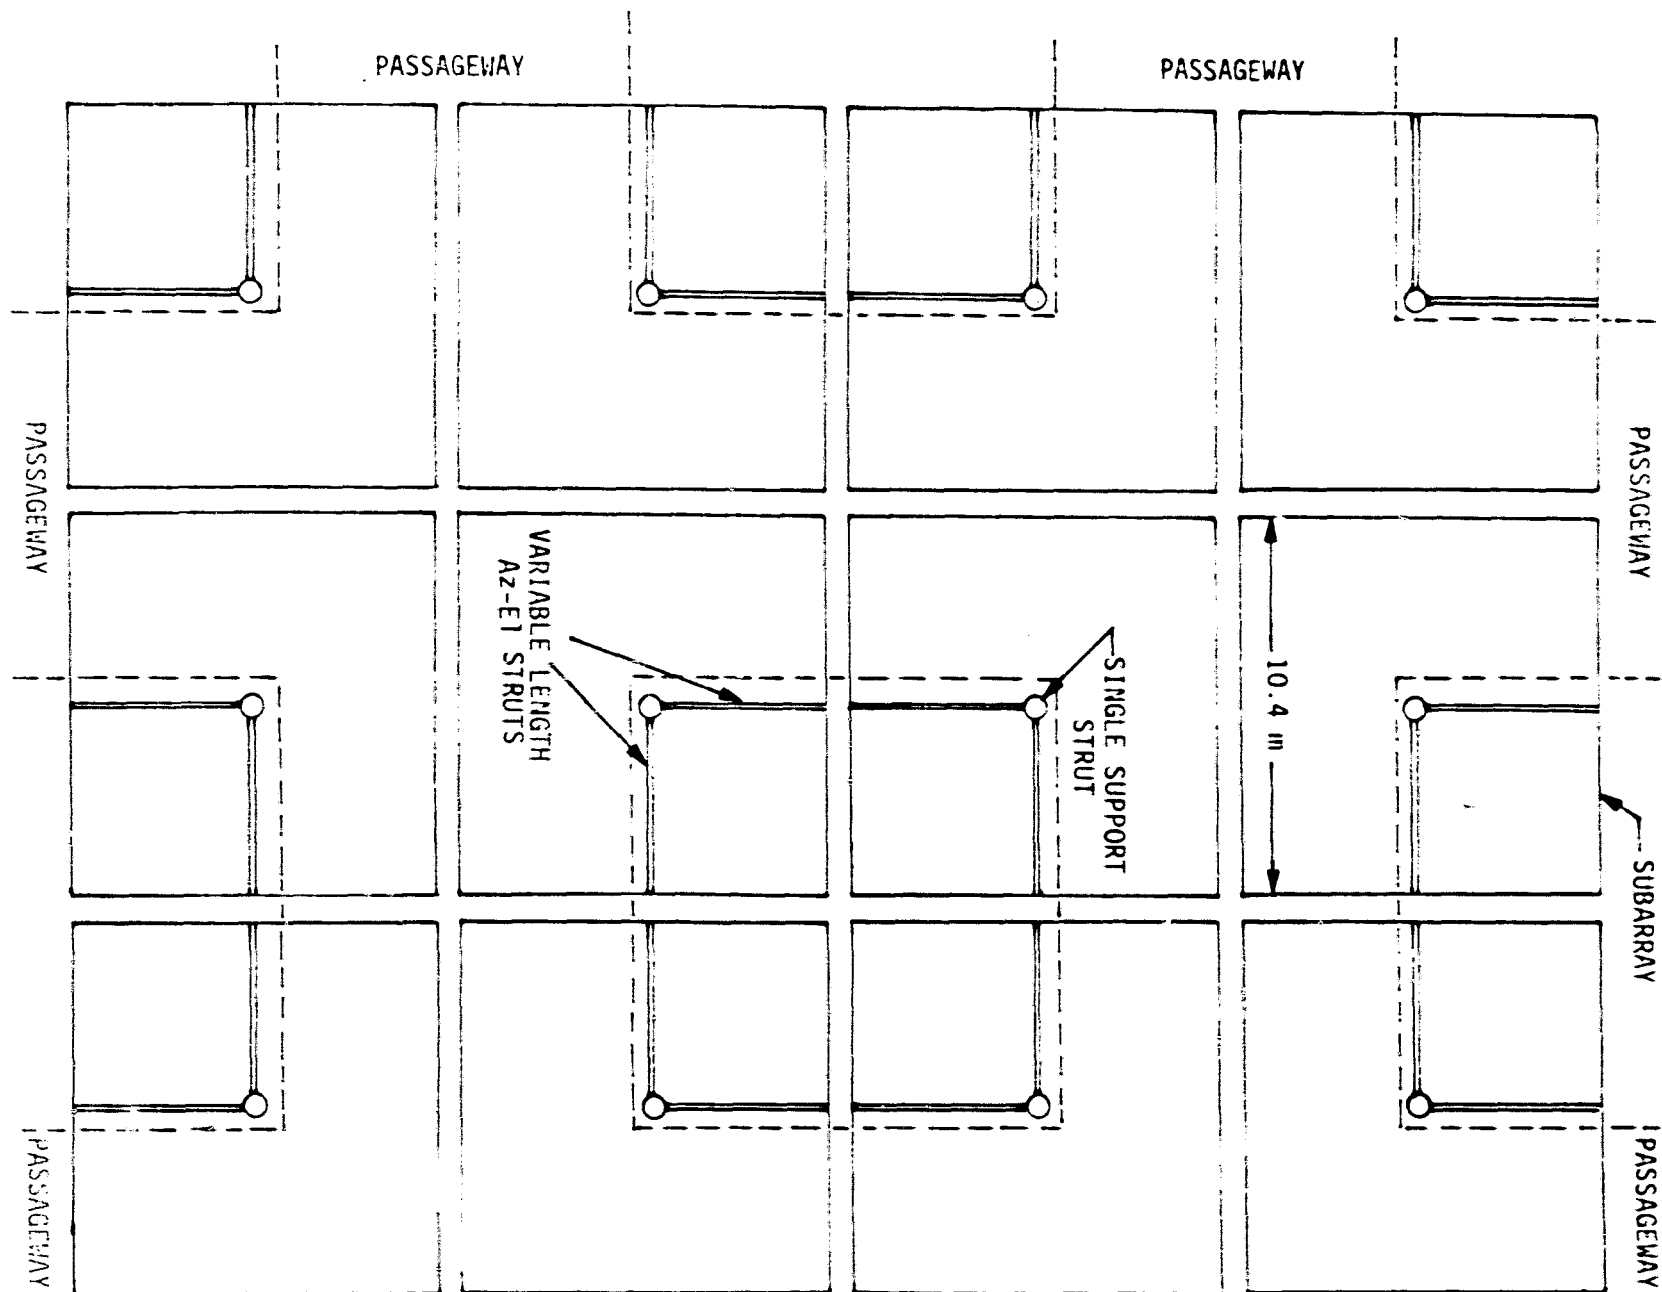 PASSAGEWAY
PASSAGEWAY
PASSAGEWAY
PASSAGEWAY
VARIABLE LENGTH
Az-El STRUTS
SINGLE SUPPORT
STRUT
10.4 m
SUBARRAY
PASSAGEWAY
PASSAGEWAY